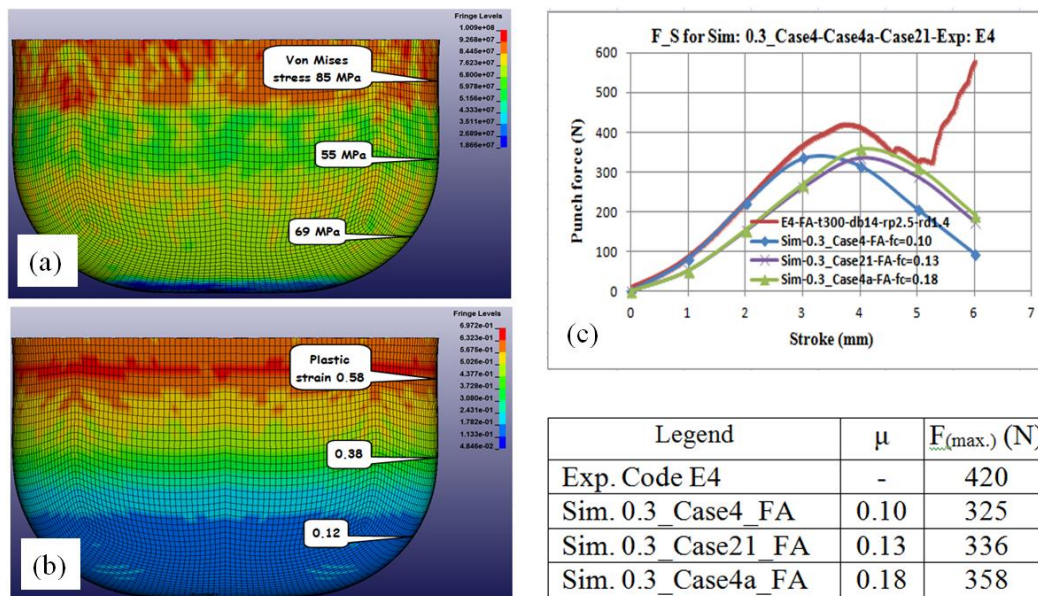 Fringe Levels
1.009e+08
9.268e+07
8.445e+07
7.623e+07
6.800e+07
5.978e+07
5.156e+07
4.333e+07
3.511e+07
2.689e+07
1.866e+07
Von Mises
stress 85 MPa
55 MPa
69 MPa
(a)
Fringe Levels
6.972e-01
6.323e-01
5.675e-01
5.026e-01
4.377e-01
3.728e-01
3.080e-01
2.431e-01
1.782e-01
1.133e-01
4.846e-02
Plastic
strain 0.58
0.38
0.12
(b)
F_S for Sim: 0.3_Case4-Case4a-Case21-Exp: E4
Punch force (N)
600
500
400
300
200
100
0
E4-FA-t300-db14-rp2.5-rd1.4
Sim-0.3_Case4-FA-fc=0.10
Sim-0.3_Case21-FA-fc=0.13
Sim-0.3_Case4a-FA-fc=0.18
0 1 2 3 4 5 6 7
Stroke (mm)
(c)
Legend μ F(max.) (N)
Exp. Code E4 - 420
Sim. 0.3_Case4_FA 0.10 325
Sim. 0.3_Case21_FA 0.13 336
Sim. 0.3_Case4a_FA 0.18 358